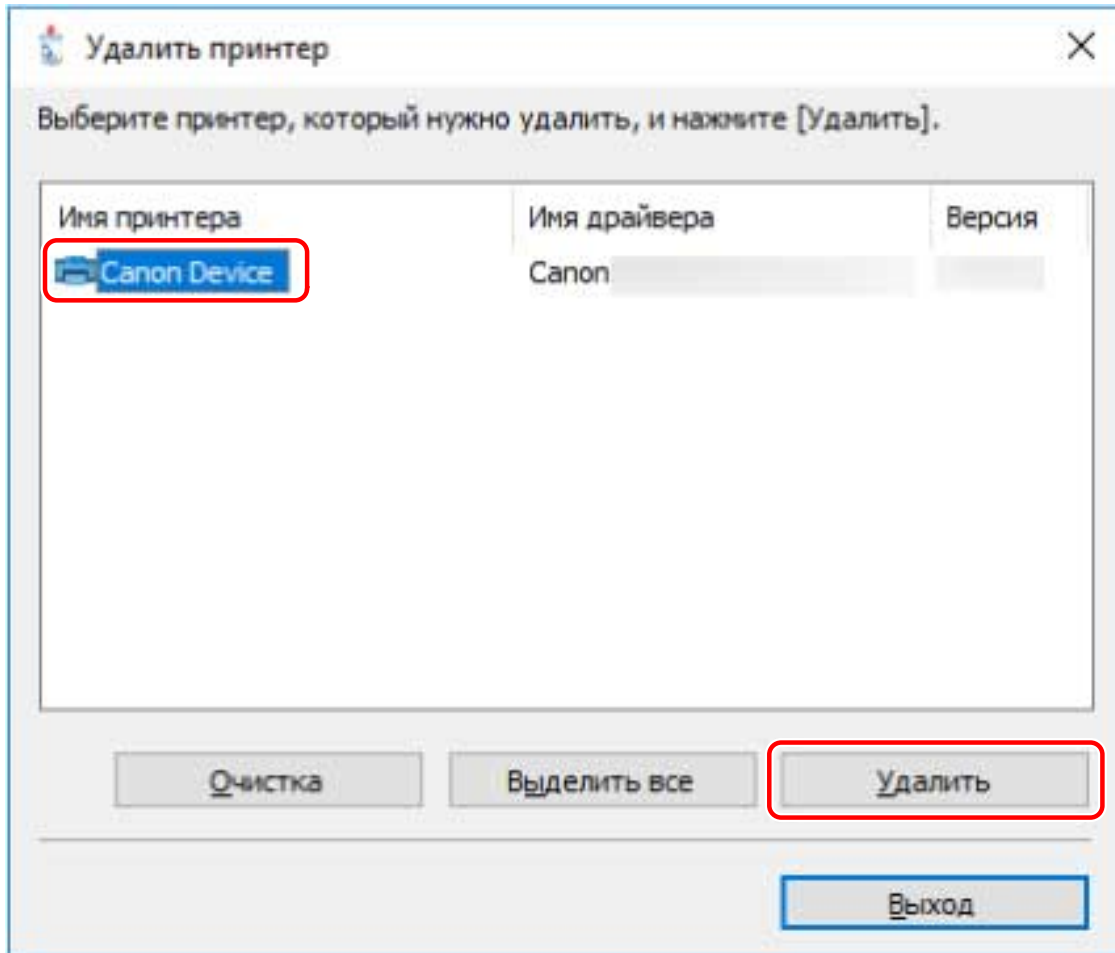 Удалить принтер
Выберите принтер, который нужно удалить, и нажмите [Удалить].
Имя принтера Имя драйвера Версия
Canon Device Canon
Очистка Выделить все Удалить
Выход